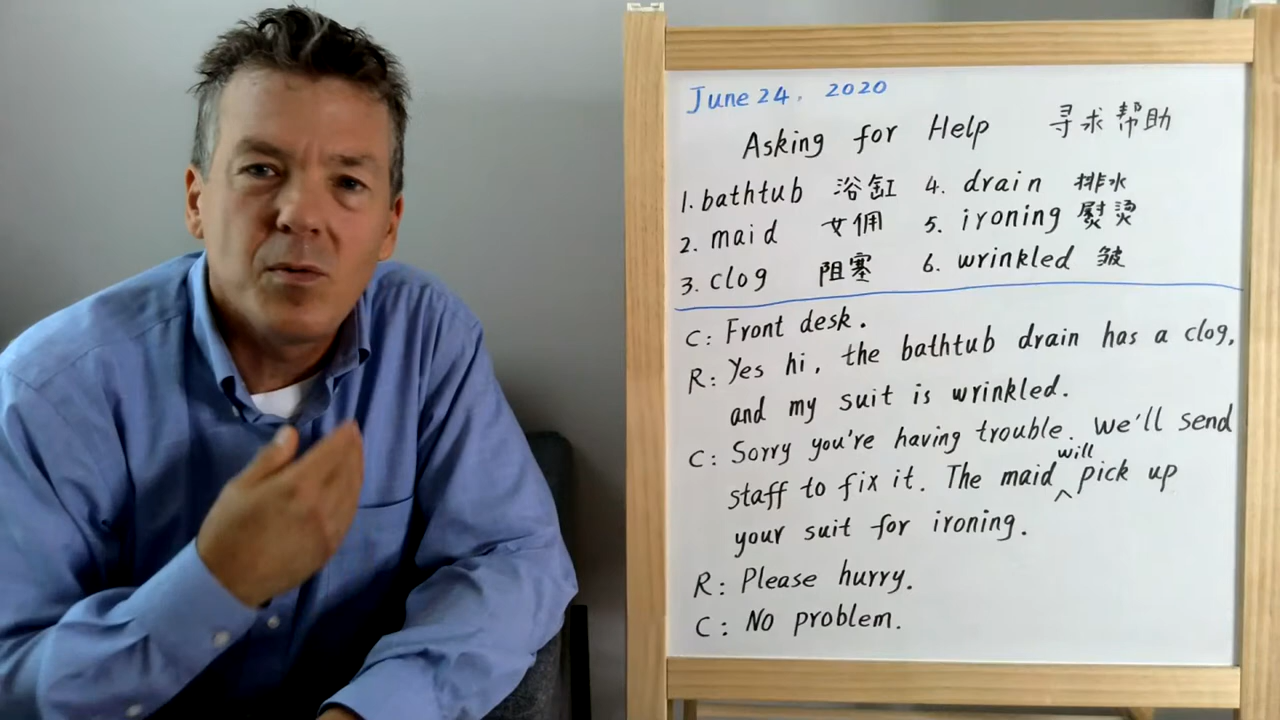 June 24, 2020
Asking for Help 寻求帮助
1. bathtub 浴缸 4. drain 排水
2. maid 女佣 5. ironing 熨烫
3. clog 阻塞 6. wrinkled 皱
C: Front desk.
R: Yes hi, the bathtub drain has a clog,
and my suit is wrinkled.
C: Sorry you're having trouble. We'll send
staff to fix it. The maid will pick up
your suit for ironing.
R: Please hurry.
C: No problem.